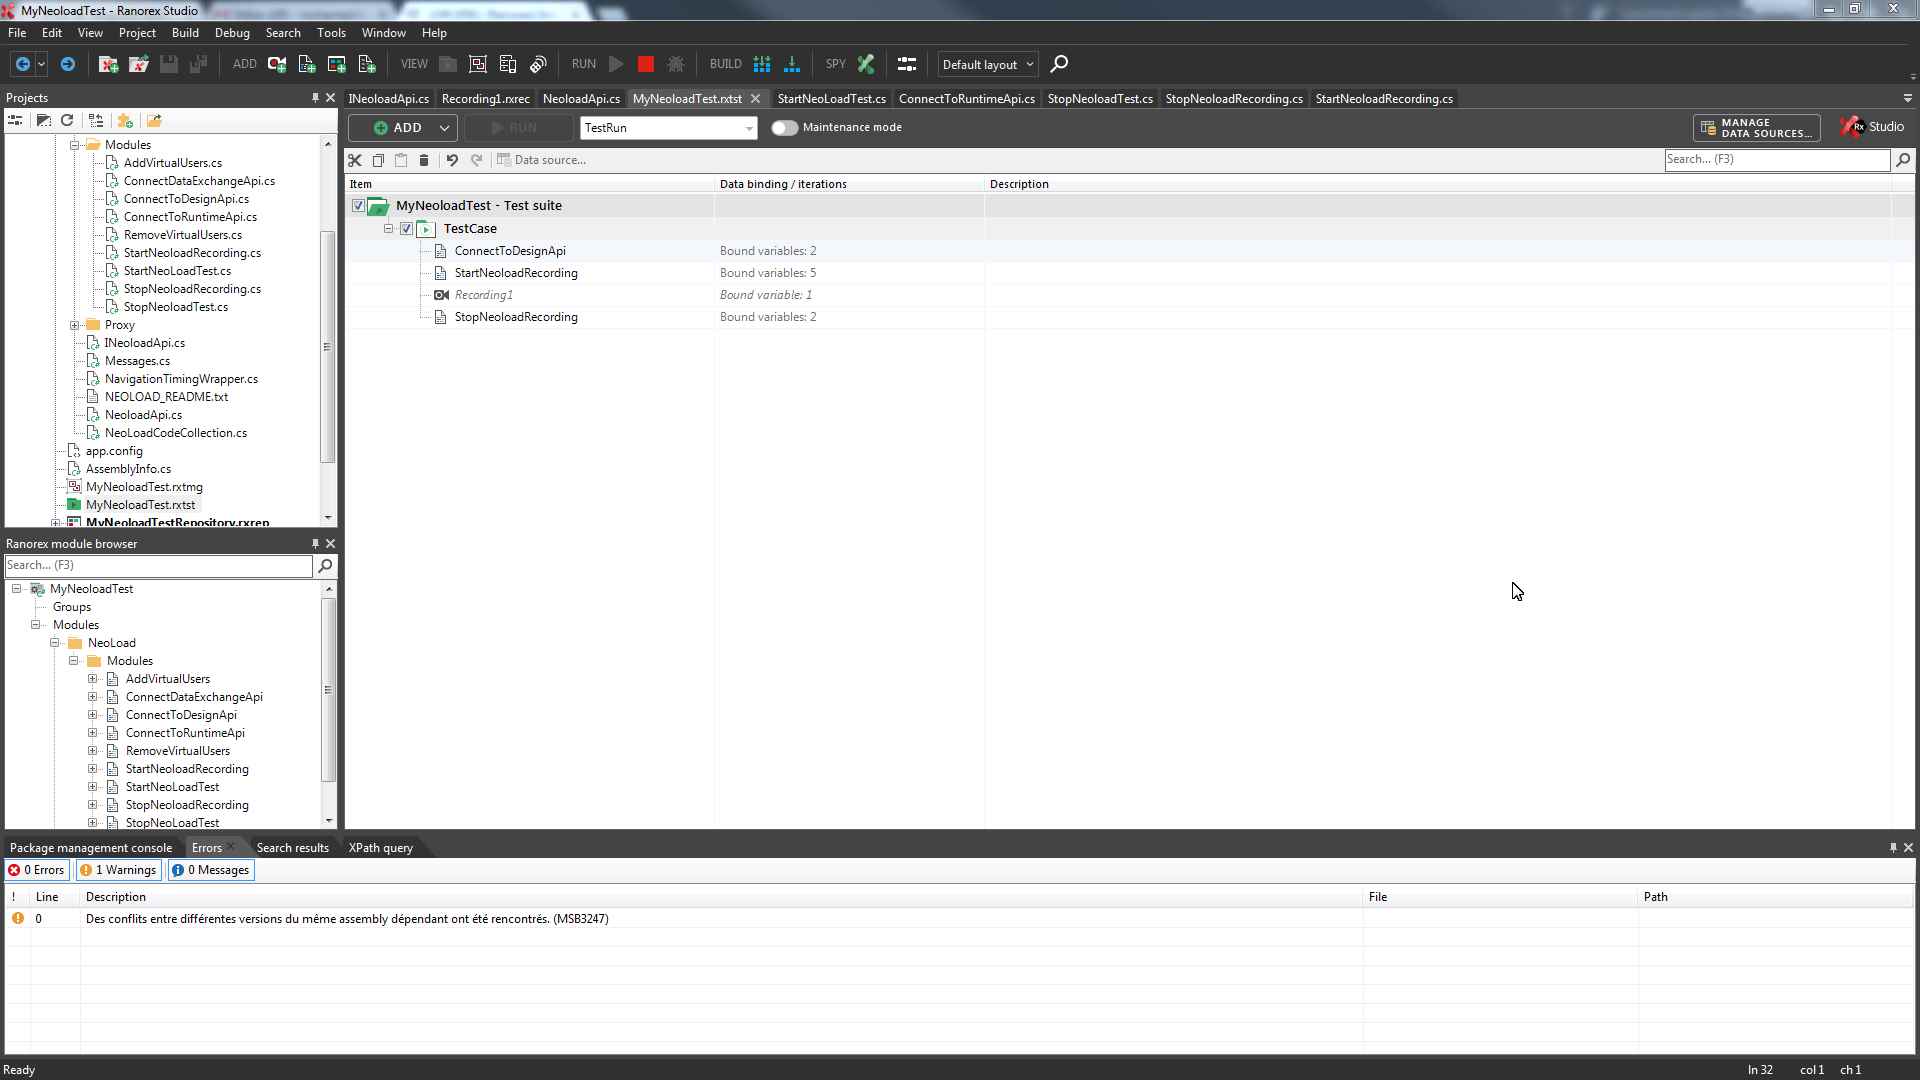 MyNeoloadTest - Ranorex Studio
File Edit View Project Build Debug Search Tools Window Help
ADD VIEW RUN BUILD SPY Default layout
Projects
INeoloadApi.cs Recording1.rxrec NeoloadApi.cs MyNeoloadTest.rxtst StartNeoLoadTest.cs ConnectToRuntimeApi.cs StopNeoloadTest.cs StopNeoloadRecording.cs StartNeoloadRecording.cs
ADD RUN TestRun Maintenance mode MANAGE DATA SOURCES... Rx Studio
Data source... Search... (F3)
Item Data binding / iterations Description
MyNeoloadTest - Test suite
TestCase
ConnectToDesignApi Bound variables: 2
StartNeoloadRecording Bound variables: 5
Recording1 Bound variable: 1
StopNeoloadRecording Bound variables: 2
Modules
AddVirtualUsers.cs
ConnectDataExchangeApi.cs
ConnectToDesignApi.cs
ConnectToRuntimeApi.cs
RemoveVirtualUsers.cs
StartNeoloadRecording.cs
StartNeoLoadTest.cs
StopNeoloadRecording.cs
StopNeoloadTest.cs
Proxy
INeoloadApi.cs
Messages.cs
NavigationTimingWrapper.cs
NEOLOAD_README.txt
NeoloadApi.cs
NeoLoadCodeCollection.cs
app.config
AssemblyInfo.cs
MyNeoloadTest.rxtmg
MyNeoloadTest.rxtst
MyNeoloadTestRepository.rxrep
Ranorex module browser
Search... (F3)
MyNeoloadTest
Groups
Modules
NeoLoad
Modules
AddVirtualUsers
ConnectDataExchangeApi
ConnectToDesignApi
ConnectToRuntimeApi
RemoveVirtualUsers
StartNeoloadRecording
StartNeoLoadTest
StopNeoloadRecording
StopNeoLoadTest
Package management console Errors Search results XPath query
0 Errors 1 Warnings 0 Messages
! Line Description File Path
0 Des conflits entre différentes versions du même assembly dépendant ont été rencontrés. (MSB3247)
Ready ln 32 col 1 ch 1